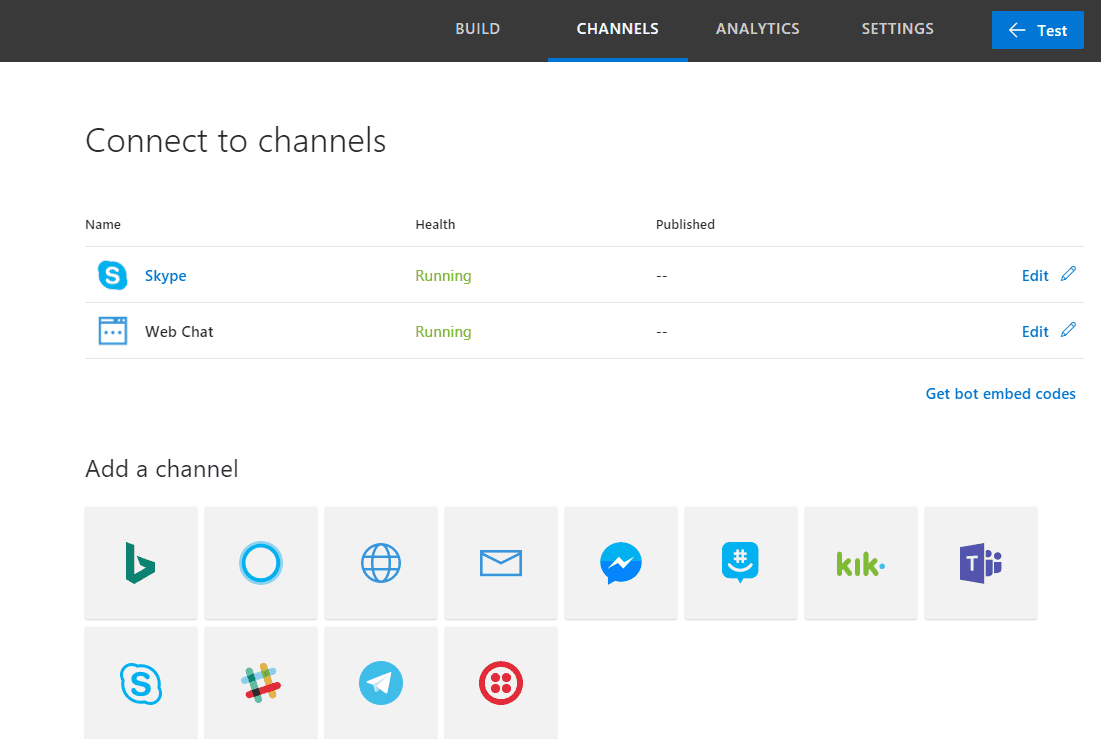 BUILD CHANNELS ANALYTICS SETTINGS Test
Connect to channels
Name Health Published
S Skype Running -- Edit
Web Chat Running -- Edit
Get bot embed codes
Add a channel
# kik. T
S